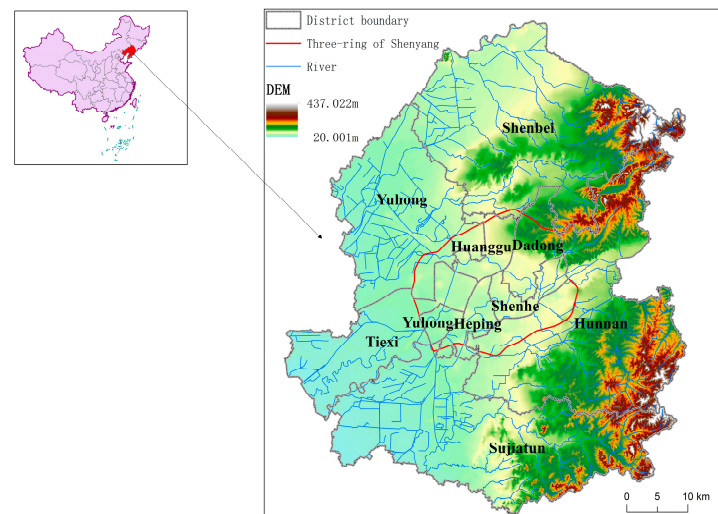 District boundary
Three-ring of Shenyang
River
DEM
437.022m
20.001m
Shenbei
Yuhong
Huanggu
Dadong
Shenhe
Yuhong
Heping
Hunnan
Tiexi
Sujiatun
0 5 10 km